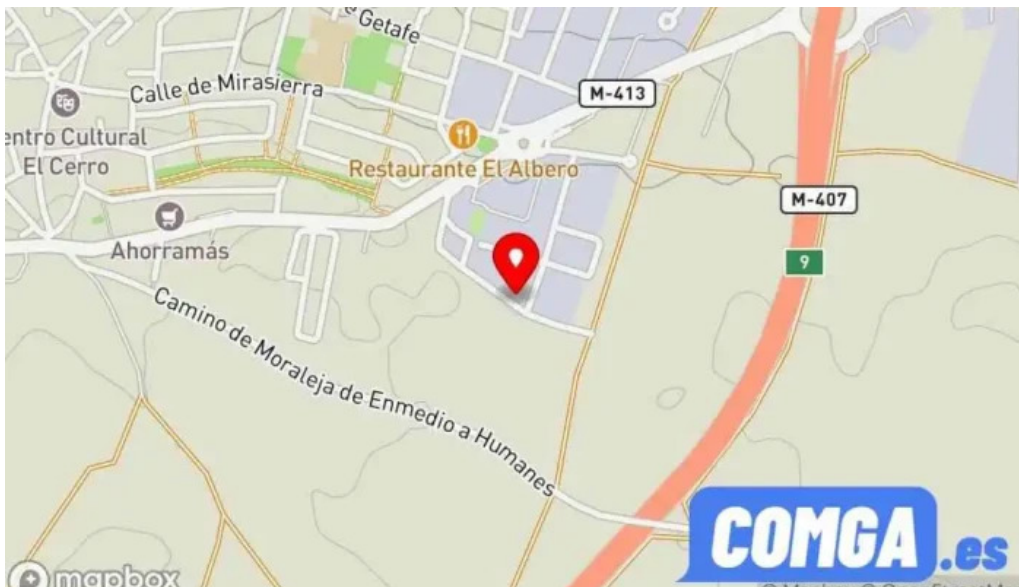 Getafe
Calle de Mirasierra
M-413
entro Cultural
El Cerro
Restaurante El Albero
M-407
Ahorramás
9
Camino de Moraleja de Enmedio a Humanes
COMGA.es
mapbox